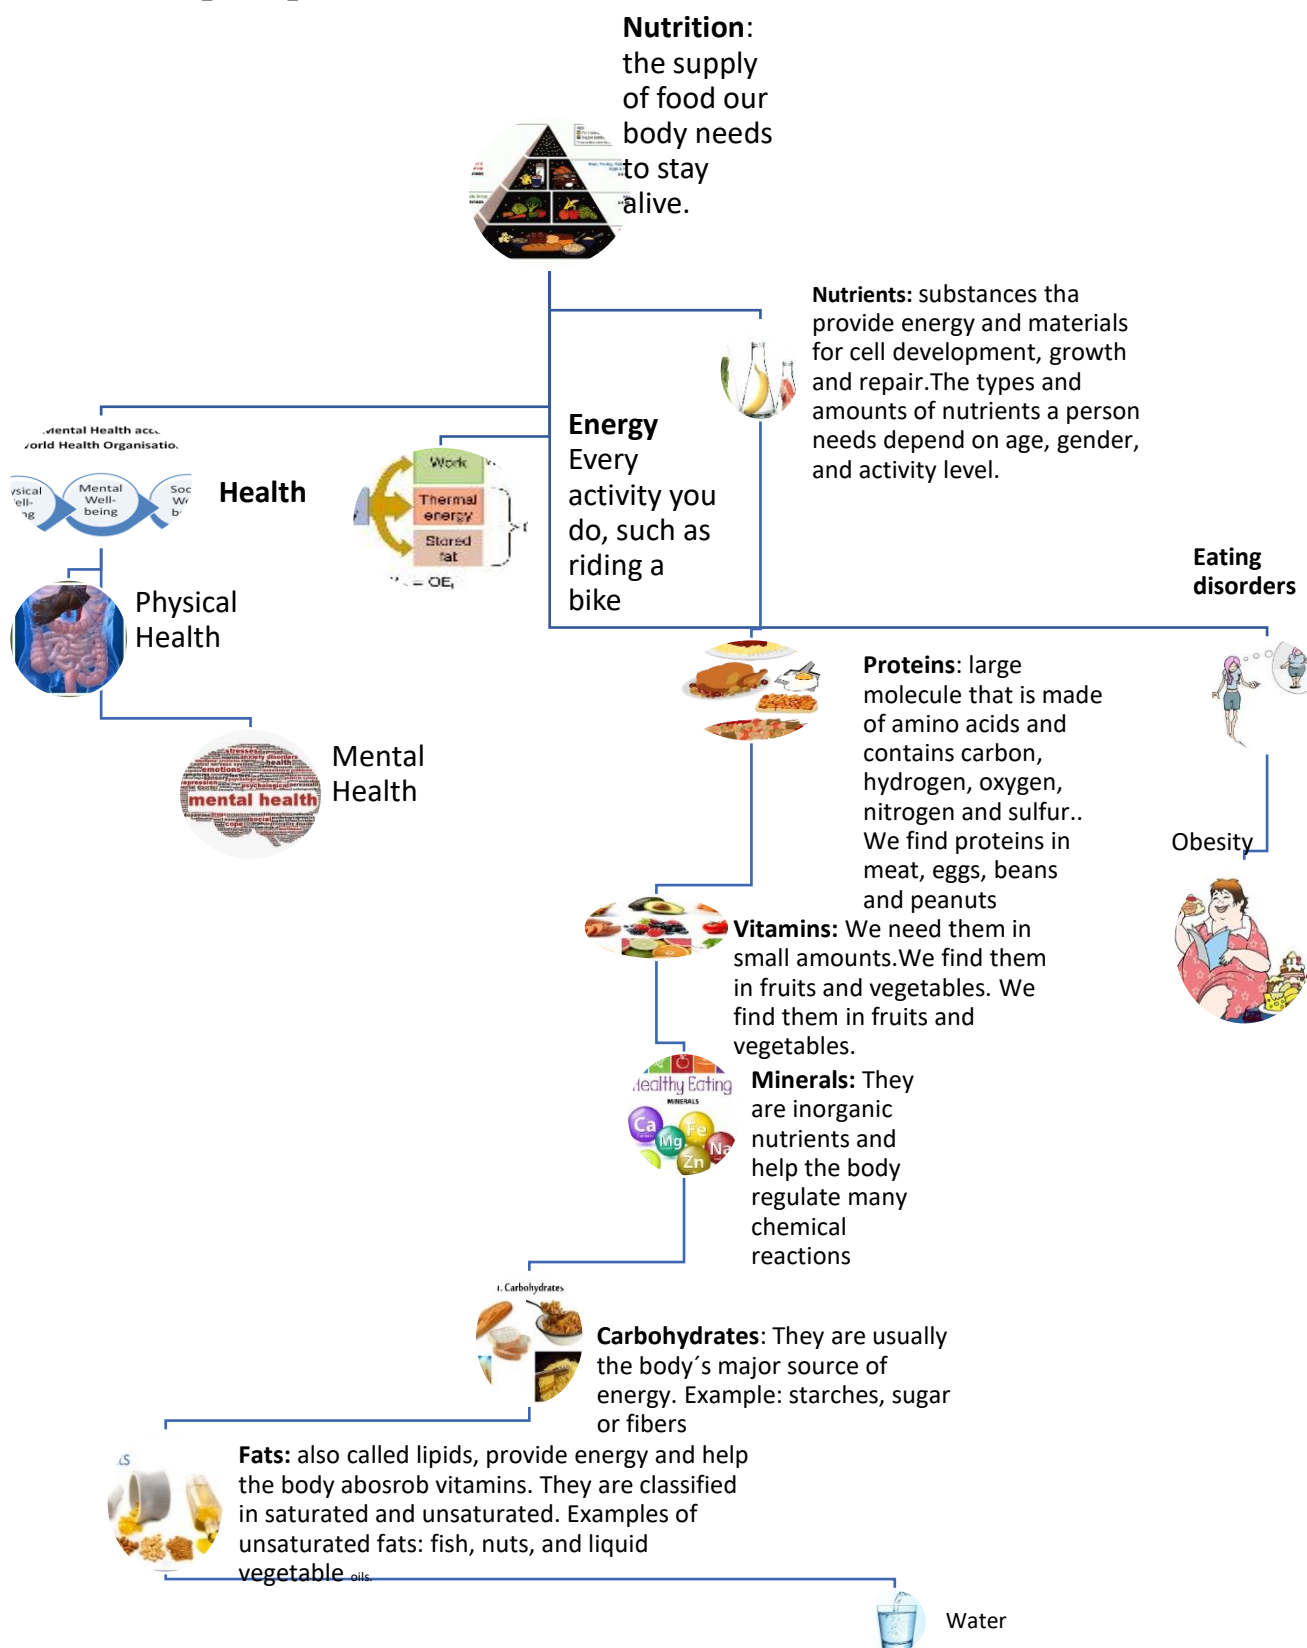 Nutrition:
the supply
of food our
body needs
to stay
alive.
Nutrients: substances tha
provide energy and materials
for cell development, growth
and repair.The types and
amounts of nutrients a person
needs depend on age, gender,
and activity level.
Mental Health acc
orld Health Organisatio
Mental
Well-
being
Health
Work
Thermal
energy
Stored
fat
Energy
Every
activity you
do, such as
riding a
bike
Eating
disorders
Physical
Health
mental health
Mental
Health
Proteins: large
molecule that is made
of amino acids and
contains carbon,
hydrogen, oxygen,
nitrogen and sulfur..
We find proteins in
meat, eggs, beans
and peanuts
Obesity
Vitamins: We need them in
small amounts.We find them
in fruits and vegetables. We
find them in fruits and
vegetables.
Healthy Eating
MINERALS
Ca
Mg
Fe
Na
Zn
Minerals: They
are inorganic
nutrients and
help the body
regulate many
chemical
reactions
1. Carbohydrates
Carbohydrates: They are usually
the body´s major source of
energy. Example: starches, sugar
or fibers
Fats: also called lipids, provide energy and help
the body abosrob vitamins. They are classified
in saturated and unsaturated. Examples of
unsaturated fats: fish, nuts, and liquid
vegetable oils.
Water